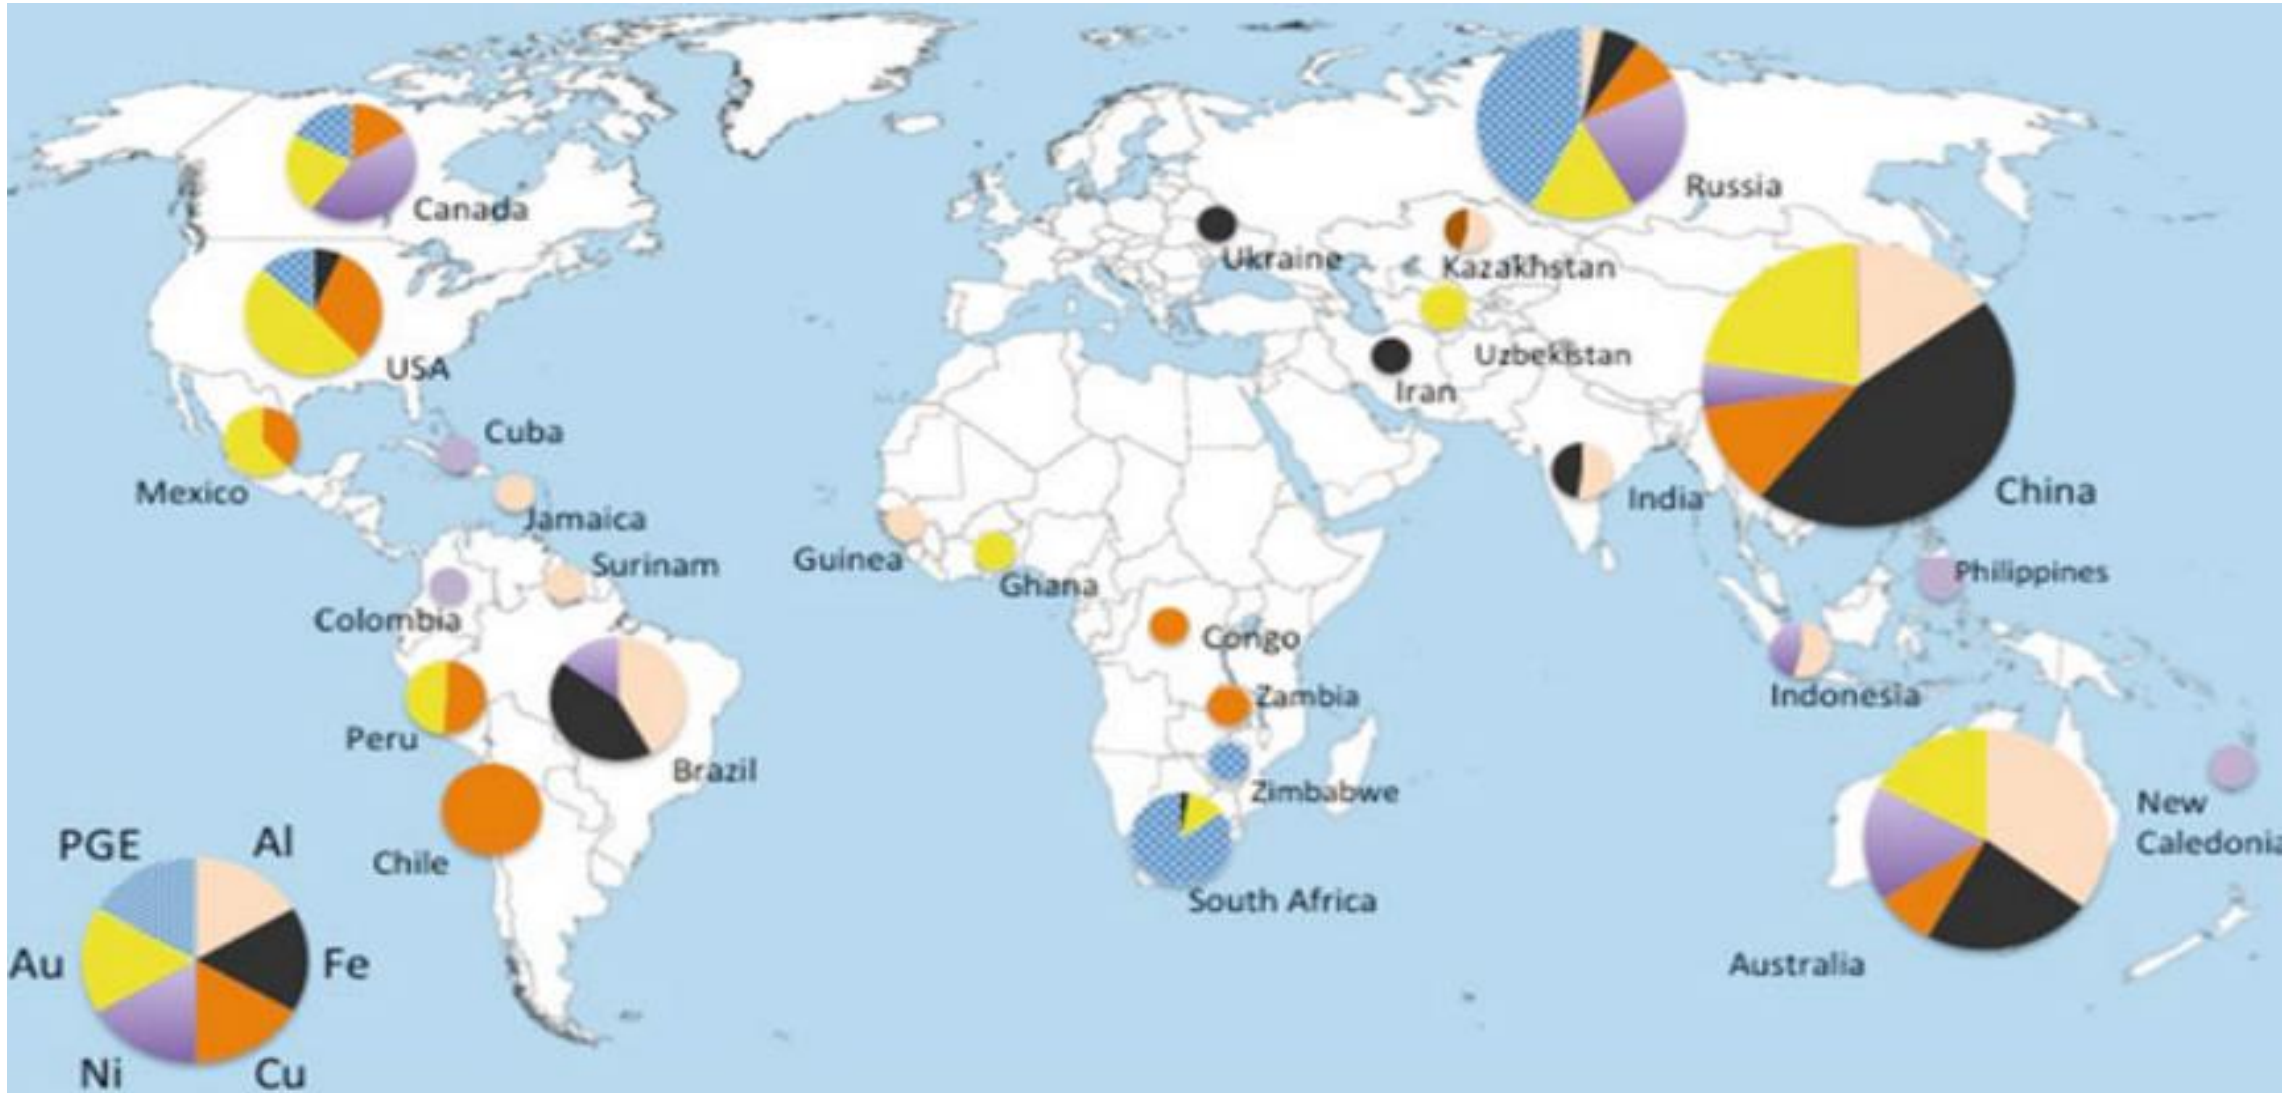 Canada
Russia
Ukraine
Kazakhstan
USA
Uzbekistan
Iran
Cuba
Mexico
India
China
Jamaica
Guinea
Surinam
Ghana
Philippines
Colombia
Congo
Zambia
Indonesia
Peru
Brazil
Zimbabwe
New
Caledonia
PGE
Al
Chile
South Africa
Au
Fe
Australia
Ni
Cu